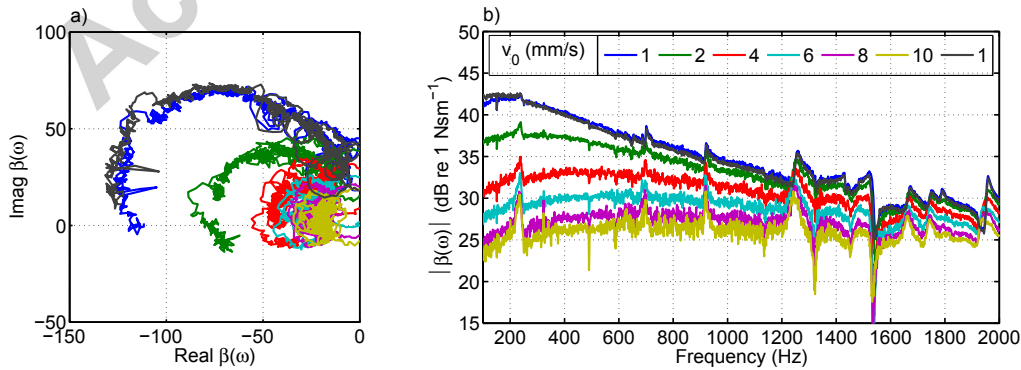 a)
100
50
0
−50
Imag β(ω)
−150
−100
−50
0
Real β(ω)
Ac
b)
v_0 (mm/s) 1 2 4 6 8 10 1
50
45
40
35
30
25
20
15
|β(ω)| (dB re 1 Nsm⁻¹)
200 400 600 800 1000 1200 1400 1600 1800 2000
Frequency (Hz)